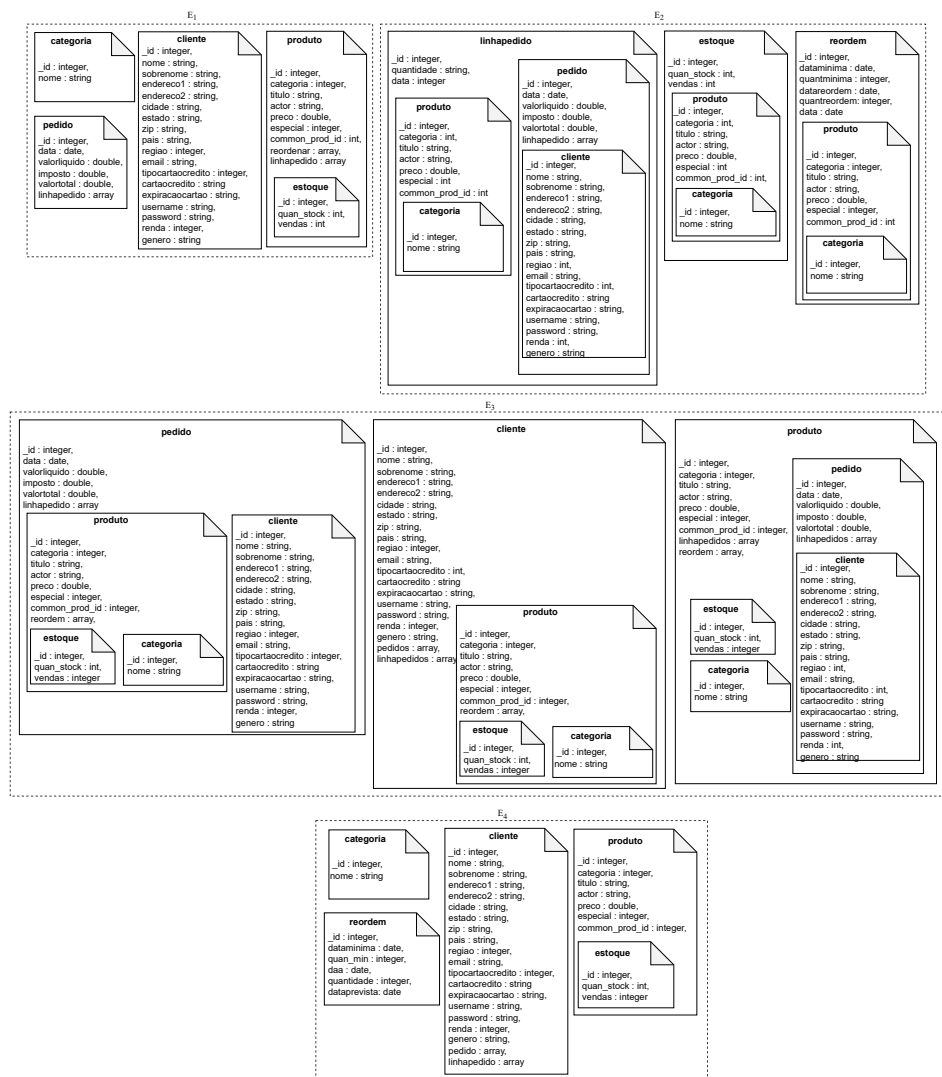 E1
categoria
_id : integer,
nome : string
pedido
_id : integer,
data : date,
valorliquido : double,
imposto : double,
valortotal : double,
linhapedido : array
cliente
_id : integer,
nome : string,
sobrenome : string,
endereco1 : string,
endereco2 : string,
cidade : string,
estado : string,
zip : string,
pais : string,
regiao : integer,
email : string,
tipocartaocredito : integer,
cartaocredito : string
expiracaocartao : string,
username : string,
password : string,
renda : integer,
genero : string
produto
_id : integer,
categoria : integer,
titulo : string,
actor : string,
preco : double,
especial : integer,
common_prod_id : int,
reordenar : array,
linhapedido : array
estoque
_id : integer,
quan_stock : int,
vendas : int
E2
linhapedido
_id : integer,
quantidade : string,
data : integer
produto
_id : integer,
categoria : int,
titulo : string,
actor : string,
preco : double,
especial : int
common_prod_id : int
categoria
_id : integer,
nome : string
pedido
_id : integer,
data : date,
valorliquido : double,
imposto : double,
valortotal : double,
linhapedido : array
cliente
_id : integer,
nome : string,
sobrenome : string,
endereco1 : string,
endereco2 : string,
cidade : string,
estado : string,
zip : string,
pais : string,
regiao : int,
email : string,
tipocartaocredito : int,
cartaocredito : string
expiracaocartao : string,
username : string,
password : string,
renda : int,
genero : string
estoque
_id : integer,
quan_stock : int,
vendas : int
produto
_id : integer,
categoria : int,
titulo : string,
actor : string,
preco : double,
especial : int
common_prod_id : int,
categoria
_id : integer,
nome : string
reordem
_id : integer,
dataminima : date,
quantminima : integer,
datareordem : date,
quantreordem: integer,
data : date
produto
_id : integer,
categoria : integer,
titulo : string,
actor : string,
preco : double,
especial : integer,
common_prod_id : int
categoria
_id : integer,
nome : string
E3
pedido
_id : integer,
data : date,
valorliquido : double,
imposto : double,
valortotal : double,
linhapedido : array
produto
_id : integer,
categoria : integer,
titulo : string,
actor : string,
preco : double,
especial : integer,
common_prod_id : integer,
reordem : array,
estoque
_id : integer,
quan_stock : int,
vendas : integer
categoria
_id : integer,
nome : string
cliente
_id : integer,
nome : string,
sobrenome : string,
endereco1 : string,
endereco2 : string,
cidade : string,
estado : string,
zip : string,
pais : string,
regiao : integer,
email : string,
tipocartaocredito : integer,
cartaocredito : string
expiracaocartao : string,
username : string,
password : string,
renda : integer,
genero : string
cliente
_id : integer,
nome : string,
sobrenome : string,
endereco1 : string,
endereco2 : string,
cidade : string,
estado : string,
zip : string,
pais : string,
regiao : integer,
email : string,
tipocartaocredito : int,
cartaocredito : string
expiracaocartao : string,
username : string,
password : string,
renda : integer,
genero : string,
pedidos : array,
linhapedidos : array
produto
_id : integer,
categoria : integer,
titulo : string,
actor : string,
preco : double,
especial : integer,
common_prod_id : integer,
reordem : array,
estoque
_id : integer,
quan_stock : int,
vendas : integer
categoria
_id : integer,
nome : string
produto
_id : integer,
categoria : integer,
titulo : string,
actor : string,
preco : double,
especial : integer,
common_prod_id : integer,
linhapedidos : array
reordem : array,
estoque
_id : integer,
quan_stock : int,
vendas : integer
categoria
_id : integer,
nome : string
pedido
_id : integer,
data : date,
valorliquido : double,
imposto : double,
valortotal : double,
linhapedidos : array
cliente
_id : integer,
nome : string,
sobrenome : string,
endereco1 : string,
endereco2 : string,
cidade : string,
estado : string,
zip : string,
pais : string,
regiao : int,
email : string,
tipocartaocredito : int,
cartaocredito : string
expiracaocartao : string,
username : string,
password : string,
renda : int,
genero : string
E4
categoria
_id : integer,
nome : string
reordem
_id : integer,
dataminima : date,
quan_min : integer,
daa : date,
quantidade : integer,
dataprevista: date
cliente
_id : integer,
nome : string,
sobrenome : string,
endereco1 : string,
endereco2 : string,
cidade : string,
estado : string,
zip : string,
pais : string,
regiao : integer,
email : string,
tipocartaocredito : integer,
cartaocredito : string
expiracaocartao : string,
username : string,
password : string,
renda : integer,
genero : string,
pedido : array,
linhapedido : array
produto
_id : integer,
categoria : integer,
titulo : string,
actor : string,
preco : double,
especial : integer,
common_prod_id : integer,
estoque
_id : integer,
quan_stock : int,
vendas : integer